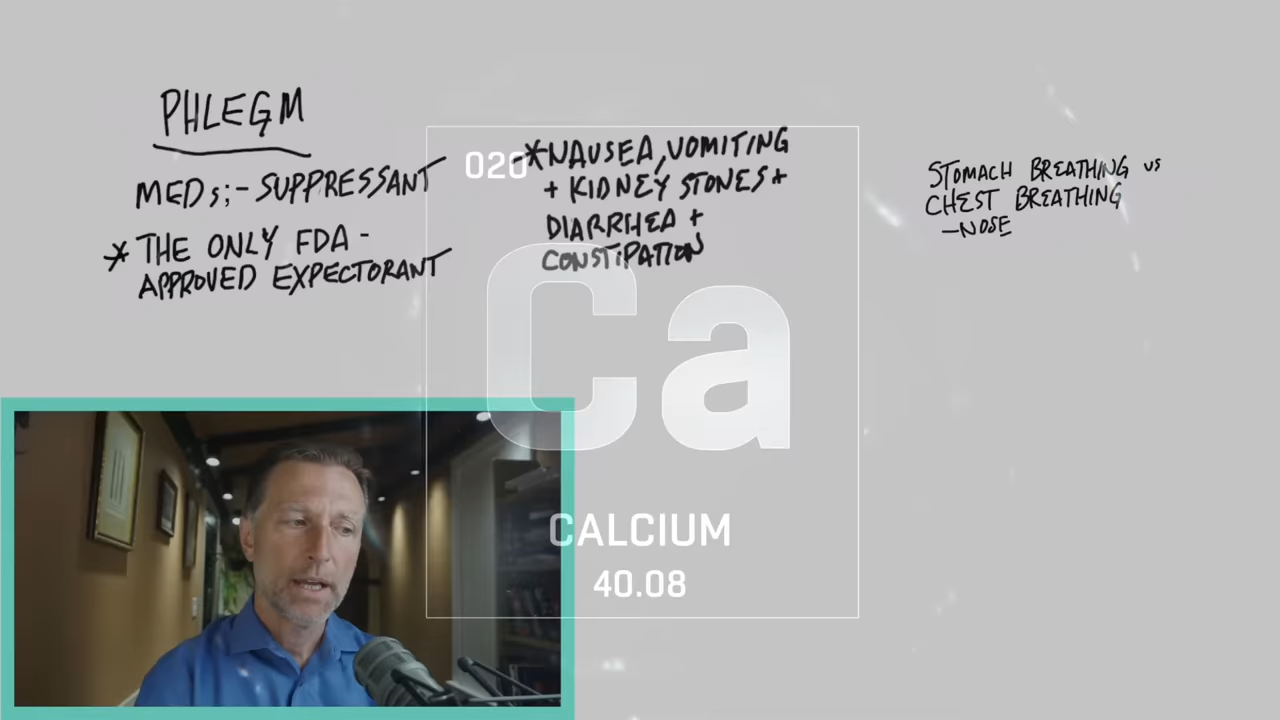 PHLEGM
MEDs;- SUPPRESSANT
* THE ONLY FDA -
APPROVED EXPECTORANT
020
*NAUSEA, VOMITING
+ KIDNEY STONES +
DIARRHEA +
CONSTIPATION
STOMACH BREATHING vs
CHEST BREATHING
-NOSE
Ca
CALCIUM
40.08